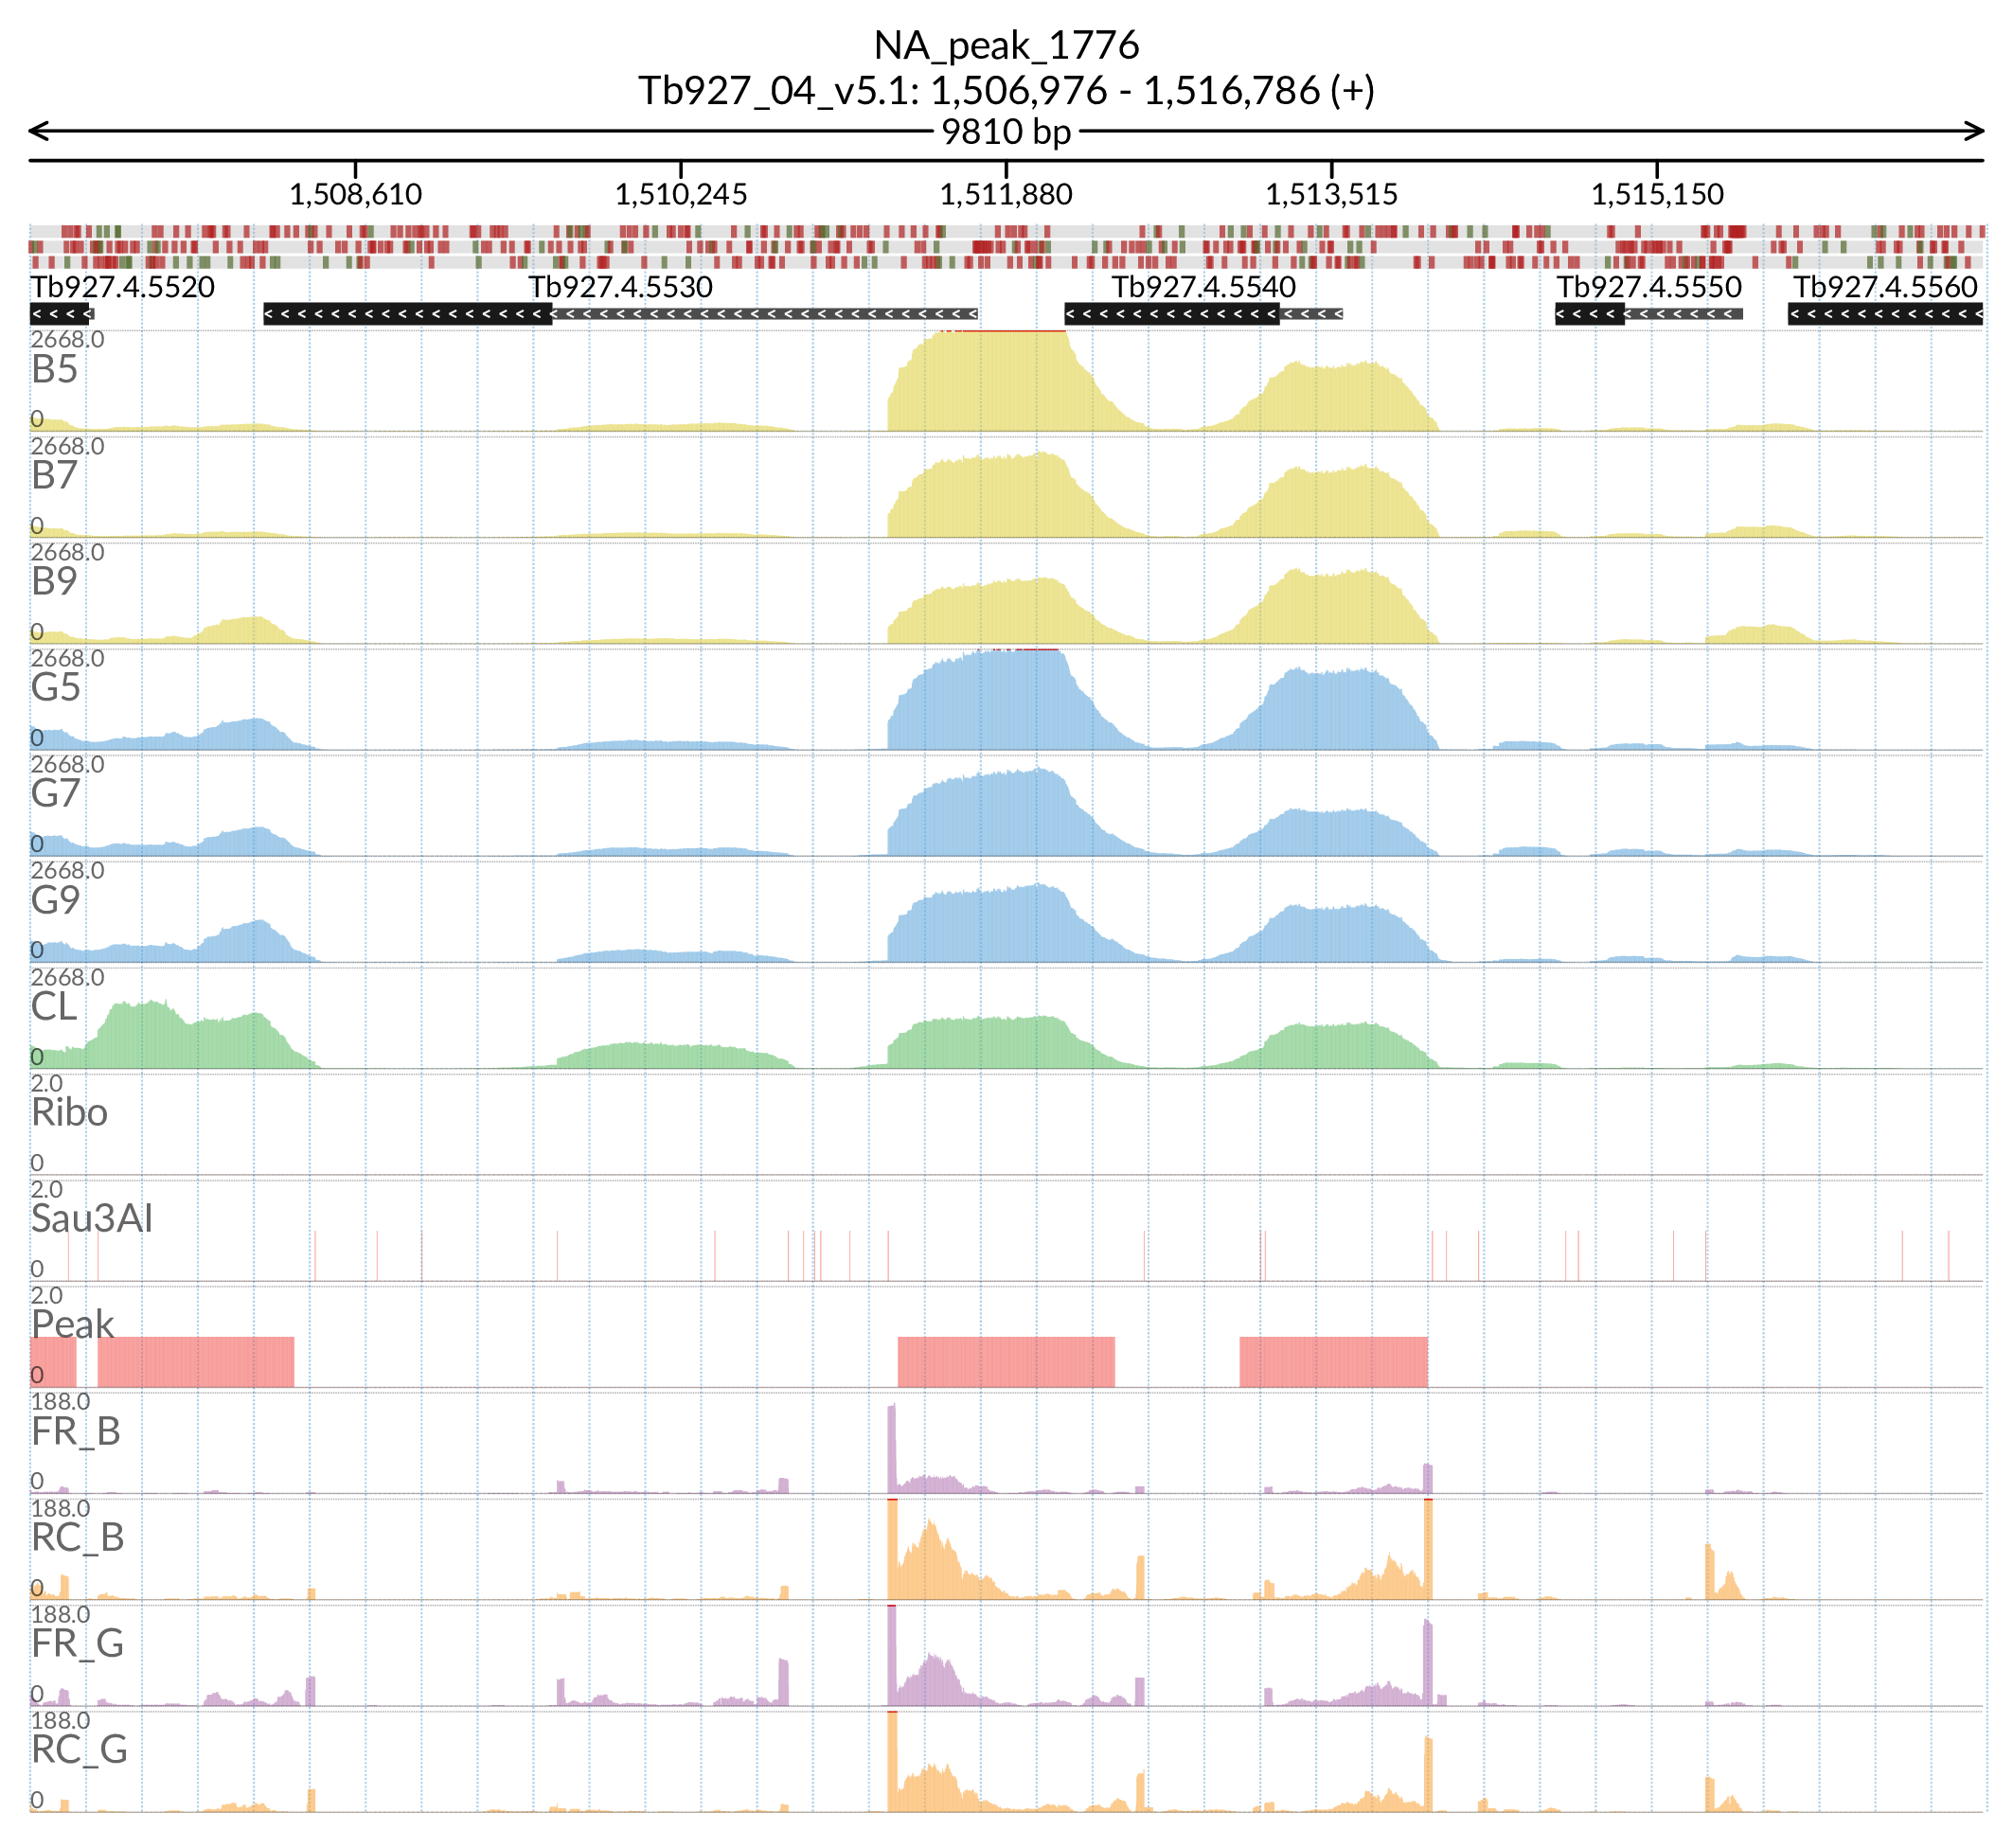 NA_peak_1776
Tb927_04_v5.1: 1,506,976 - 1,516,786 (+)
9810 bp
1,508,610 1,510,245 1,511,880 1,513,515 1,515,150
Tb927.4.5520 Tb927.4.5530 Tb927.4.5540 Tb927.4.5550 Tb927.4.5560
2668.0
B5
0
2668.0
B7
0
2668.0
B9
0
2668.0
G5
0
2668.0
G7
0
2668.0
G9
0
2668.0
CL
0
2.0
Ribo
0
2.0
Sau3AI
0
2.0
Peak
0
188.0
FR_B
0
188.0
RC_B
0
188.0
FR_G
0
188.0
RC_G
0